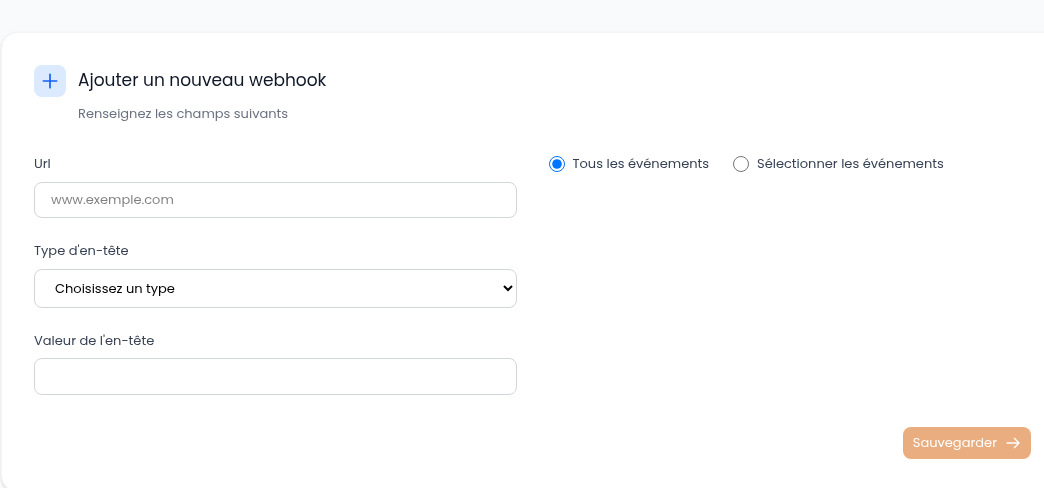 Ajouter un nouveau webhook
Renseignez les champs suivants
Url
www.exemple.com
Type d'en-tête
Choisissez un type
Valeur de l'en-tête
Tous les événements
Sélectionner les événements
Sauvegarder